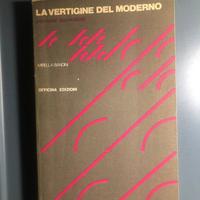 LA VERTIGINE DEL MODERNO
MIRELLA BANDINI
OFFICINA EDIZIONI